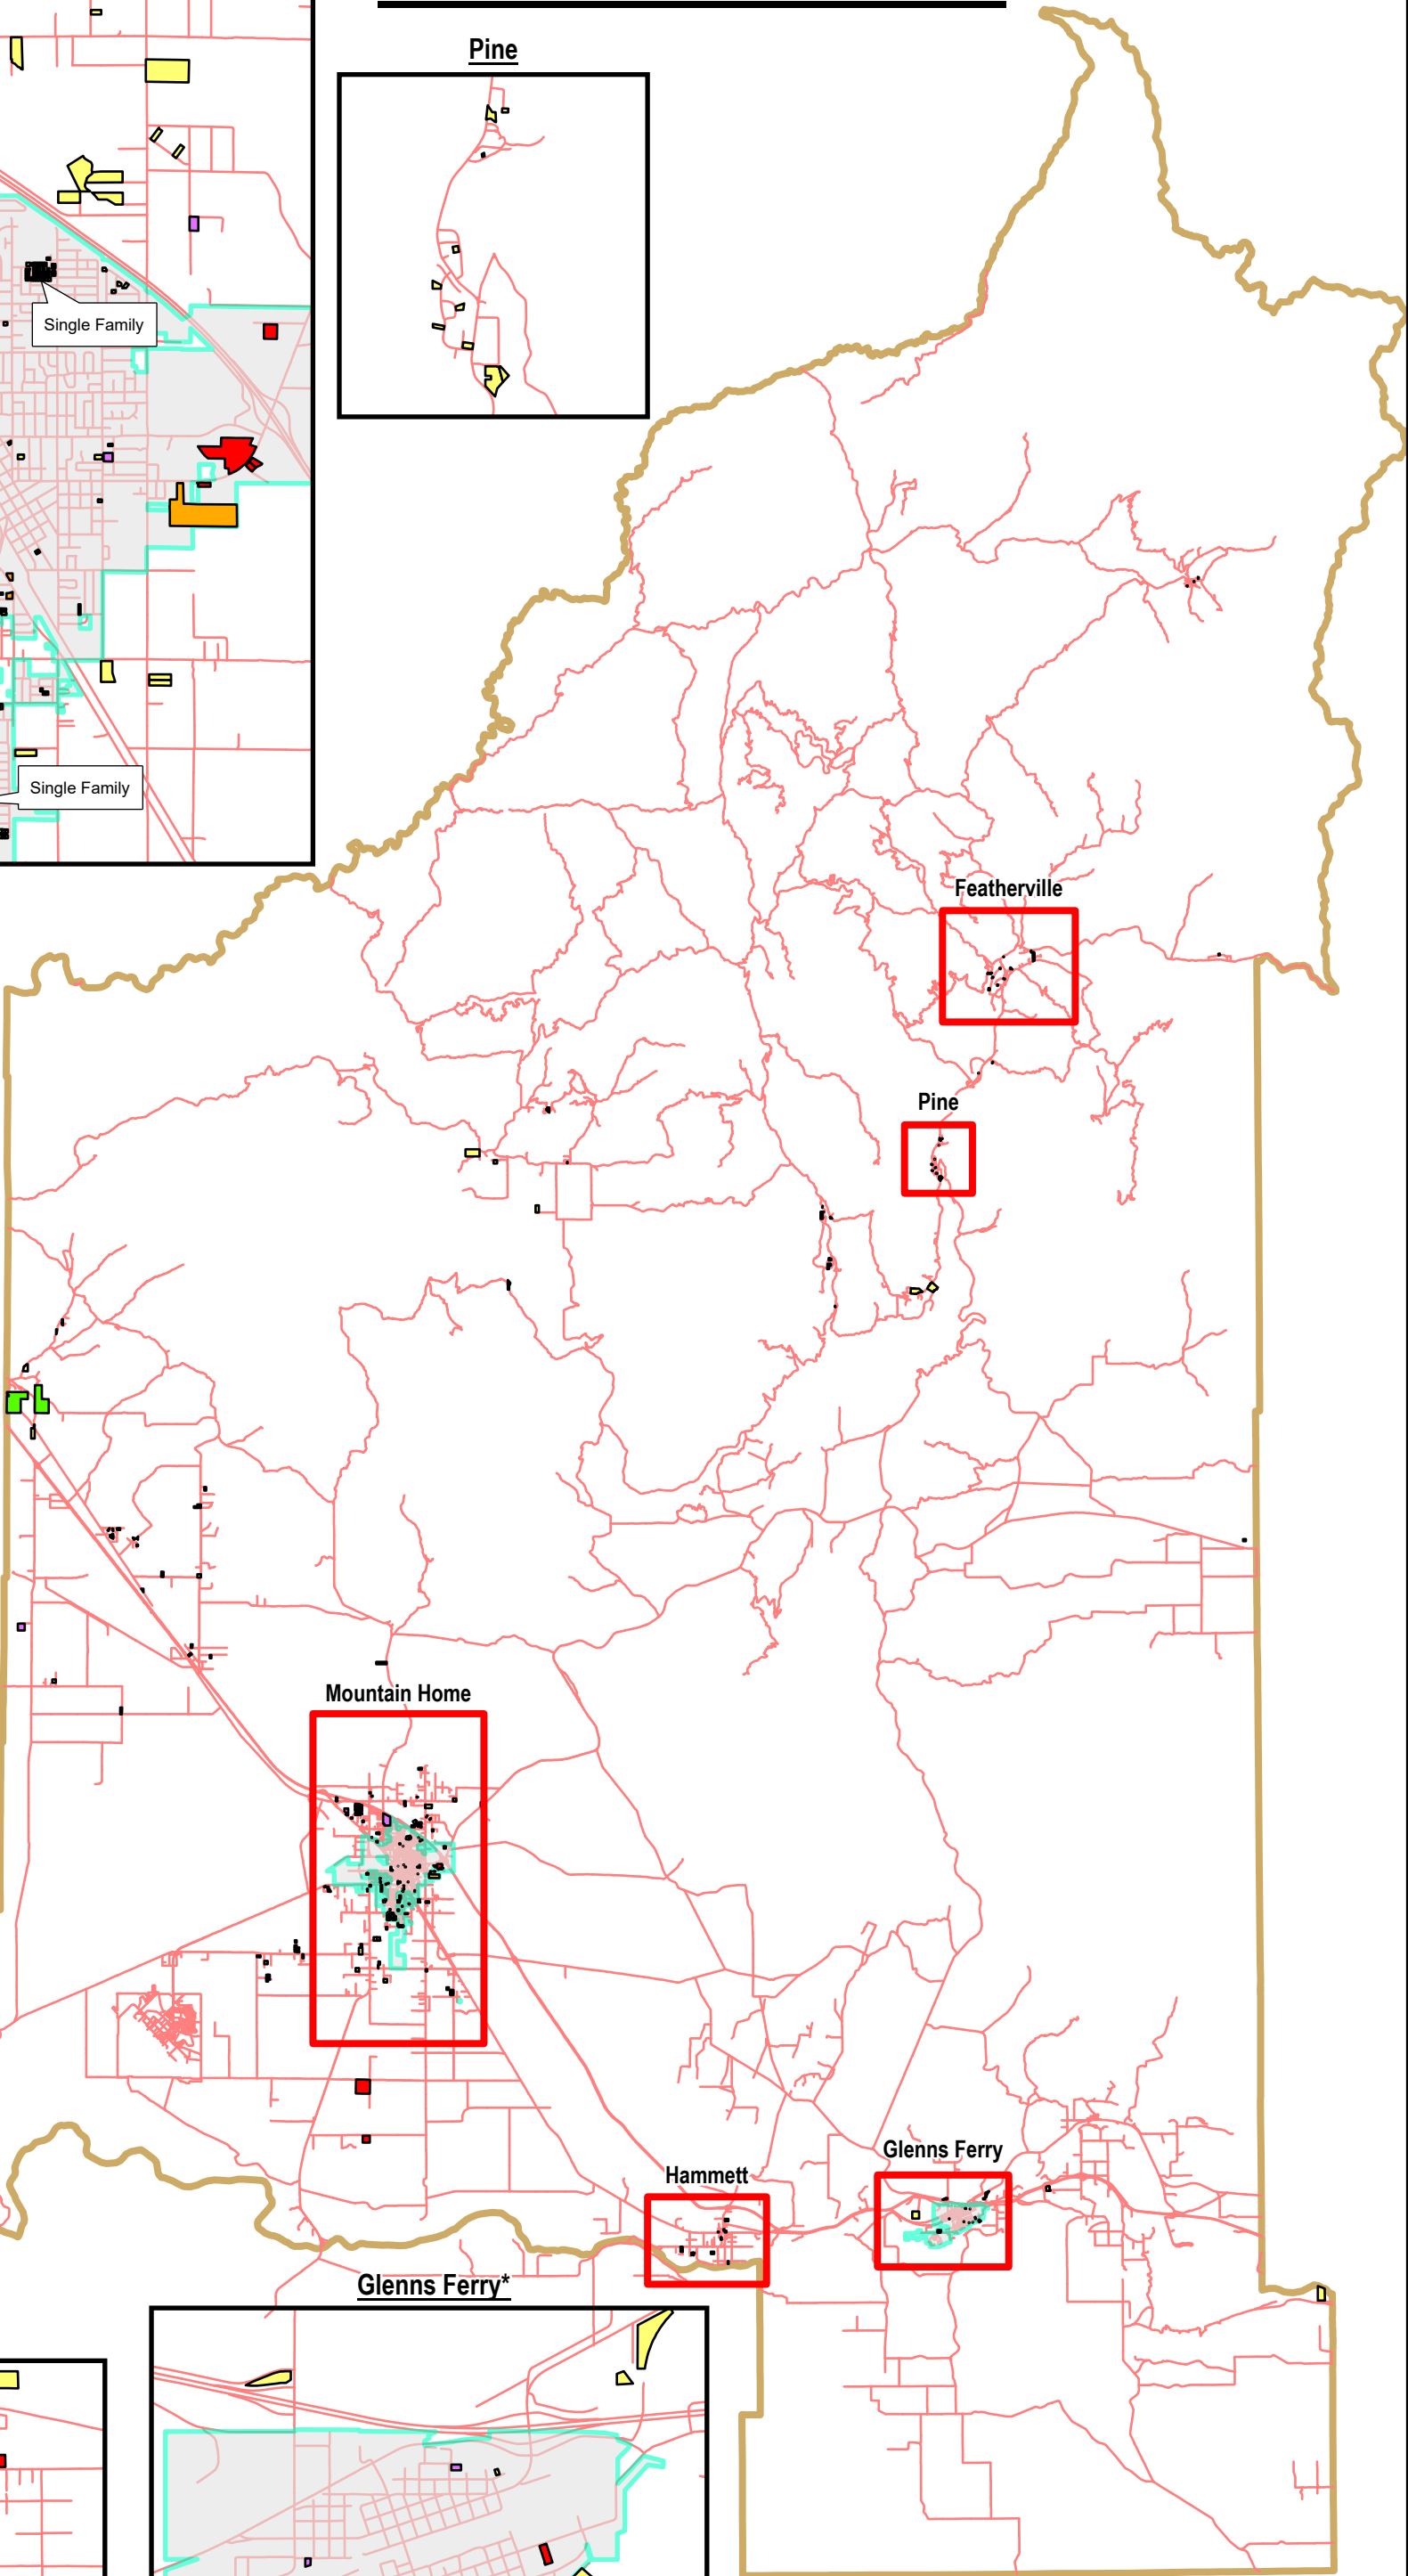 Pine
Single Family
Single Family
Featherville
Pine
Mountain Home
Glenns Ferry
Hammett
Glenns Ferry*